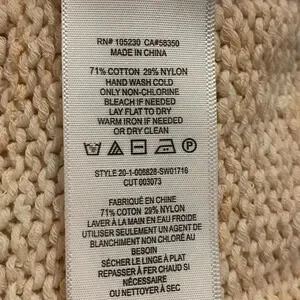 RN# 105230 CA#58350
MADE IN CHINA
71% COTTON 29% NYLON
HAND WASH COLD
ONLY NON-CHLORINE
BLEACH IF NEEDED
LAY FLAT TO DRY
WARM IRON IF NEEDED
OR DRY CLEAN
STYLE 20-1-006828-SW01716
CUT 003073
FABRIQUÉ EN CHINE
71% COTON 29% NYLON
LAVER À LA MAIN EN EAU FROIDE
UTILISER SEULEMENT UN AGENT DE
BLANCHIMENT NON CHLORÉ AU
BESOIN
SÉCHER LE LINGE À PLAT
REPASSER À FER CHAUD SI
NÉCESSAIRE
OU NETTOYER À SEC